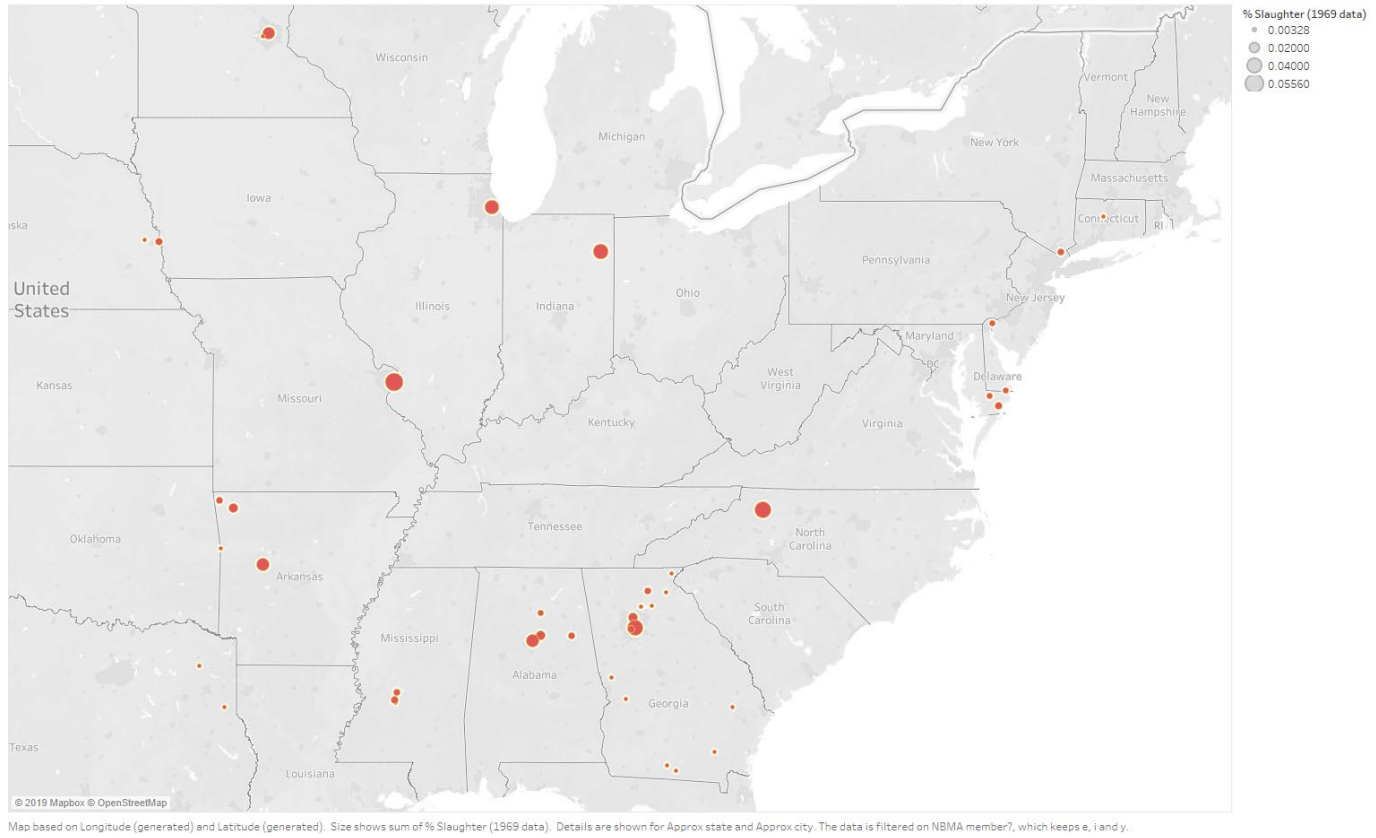 % Slaughter (1969 data)
0.00328
0.02000
0.04000
0.05560
Wisconsin
Vermont
New
Hampshire
Michigan
New York
Massachusetts
Iowa
Connecticut
RI
ska
Pennsylvania
United
States
Illinois
Indiana
Ohio
New Jersey
Maryland
DC
West
Virginia
Delaware
Kansas
Missouri
Kentucky
Virginia
Oklahoma
Tennessee
North
Carolina
Arkansas
South
Carolina
Mississippi
Alabama
Georgia
Texas
Louisiana
© 2019 Mapbox © OpenStreetMap
Map based on Longitude (generated) and Latitude (generated). Size shows sum of % Slaughter (1969 data). Details are shown for Approx state and Approx city. The data is filtered on NBMA member?, which keeps e, i and y.